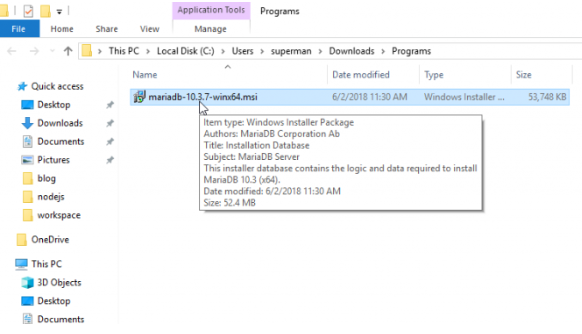 Application Tools
Programs
File
Home
Share
View
Manage
This PC > Local Disk (C:) > Users > superman > Downloads > Programs
Name
Date modified
Type
Size
Quick access
Desktop
Downloads
Documents
Pictures
blog
nodejs
workspace
OneDrive
This PC
3D Objects
Desktop
Documents
mariadb-10.3.7-winx64.msi
6/2/2018 11:30 AM
Windows Installer ...
53,748 KB
Item type: Windows Installer Package
Authors: MariaDB Corporation Ab
Title: Installation Database
Subject: MariaDB Server
This installer database contains the logic and data required to install
MariaDB 10.3 (x64).
Date modified: 6/2/2018 11:30 AM
Size: 52.4 MB